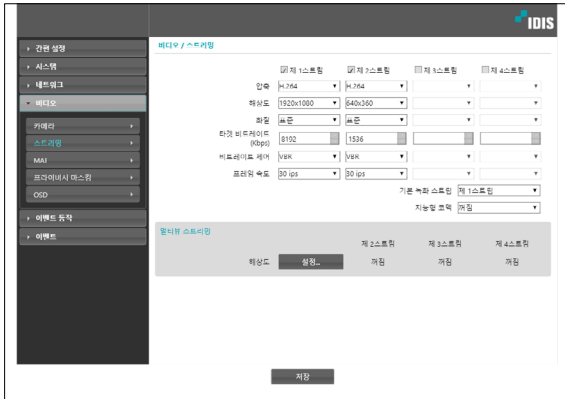 IDIS
간편 설정
시스템
네트워크
비디오
카메라
스트리밍
MAT
프라이버시 마스킹
OSD
이벤트 동작
이벤트
비디오 / 스트리밍
제 1스트림 제 2스트림 제 3스트림 제 4스트림
압축 H.264 H.264
해상도 1920x1080 640x360
화질 표준 표준
타겟 비트레이트
(Kbps) 8192 1536
비트레이트 제어 VBR VBR
프레임 속도 30 ips 30 ips
기본 녹화 스트림 제 1스트림
지능형 코덱 꺼짐
멀티뷰 스트리밍
제 2스트림 제 3스트림 제 4스트림
해상도 설정... 꺼짐 꺼짐 꺼짐
저장